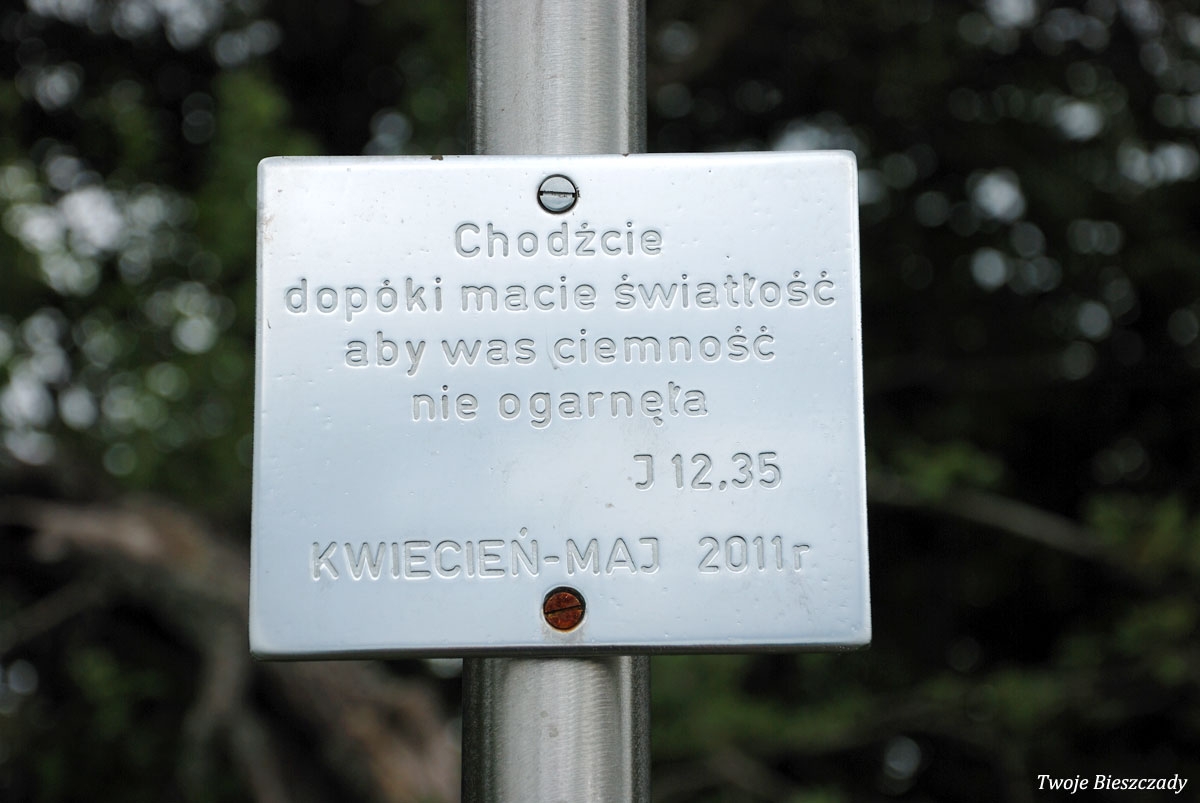 Chodźcie
dopóki macie światłość
aby was ciemność
nie ogarnęła
J 12,35
KWIECIEŃ-MAJ 2011r
Twoje Bieszczady